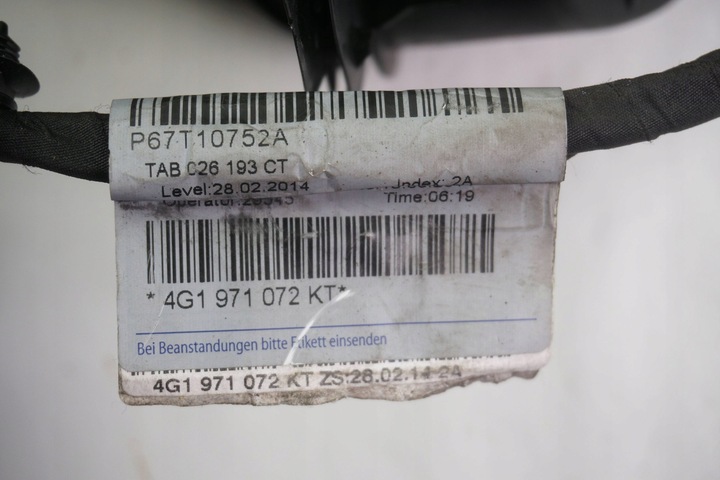 P67T10752A
TAB 026 193 CT
Level:28.02.2014 Index: 2A
Time:06:19
* 4G1 971 072 KT*
Bei Beanstandungen bitte Etikett einsenden
4G1 971 072 KT ZS:28.02.14 2A